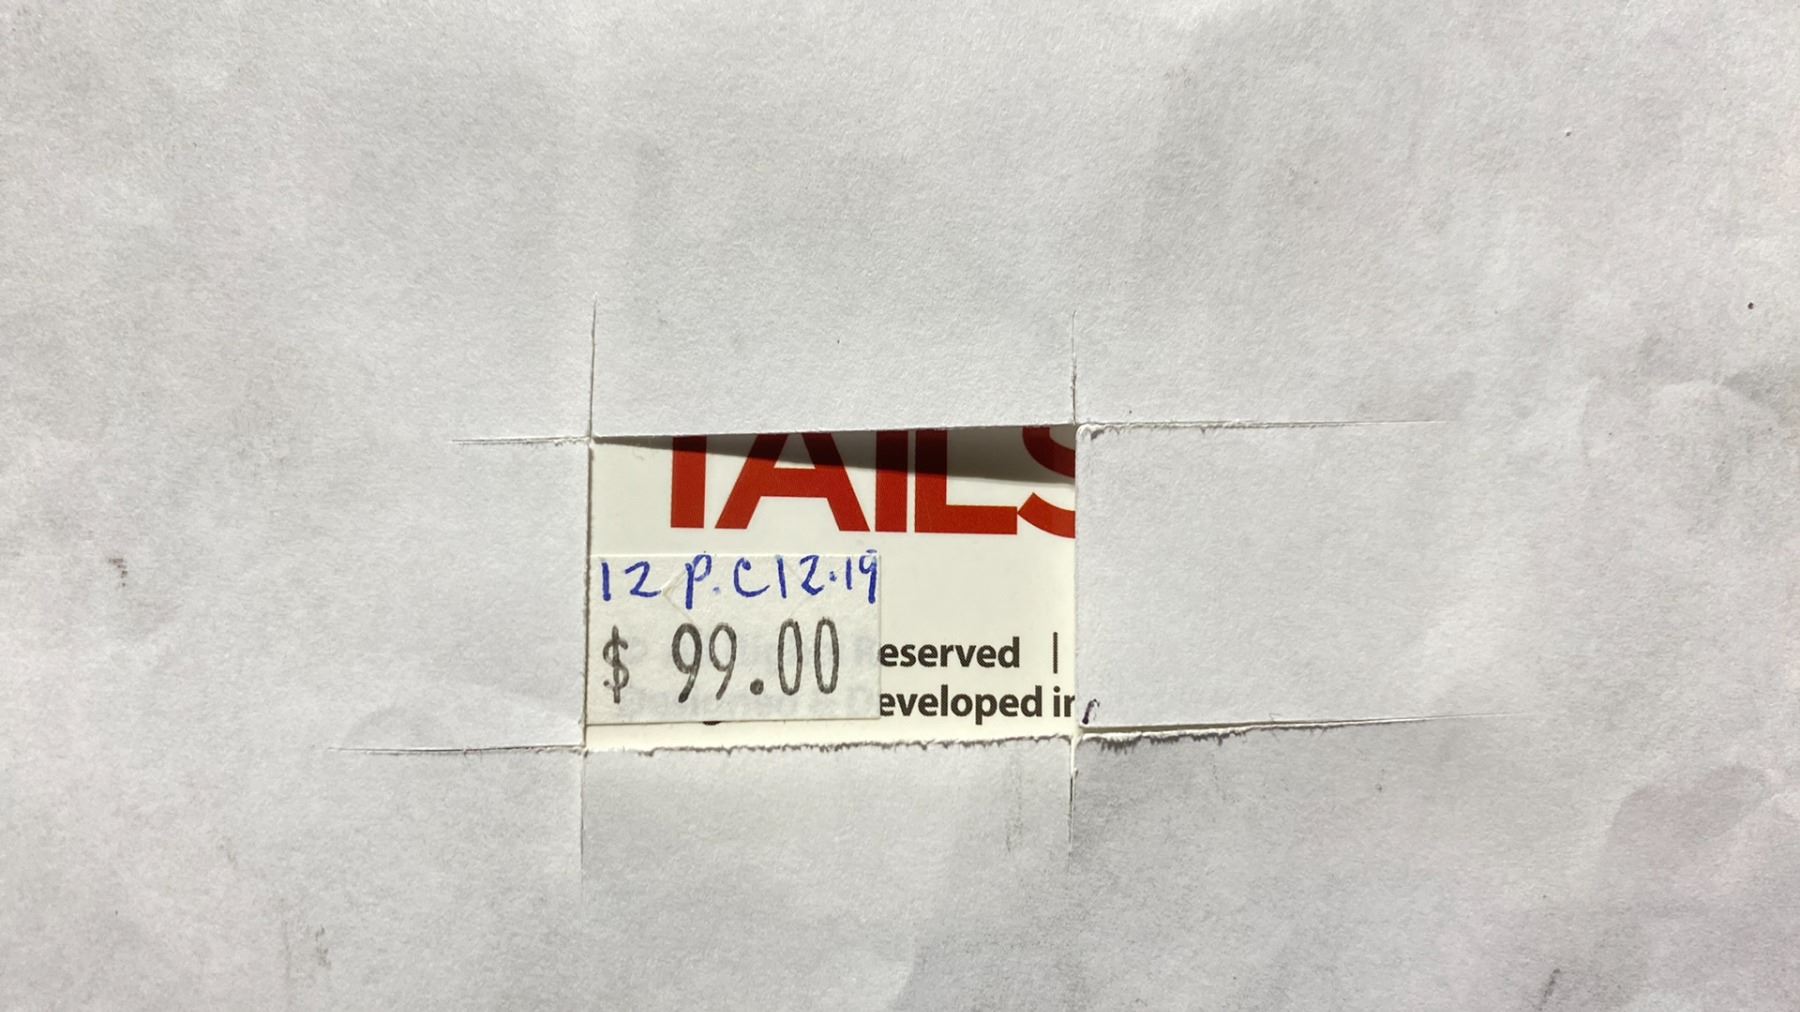 TAILS
12 P.C12.19
$ 99.00
eserved |
eveloped in